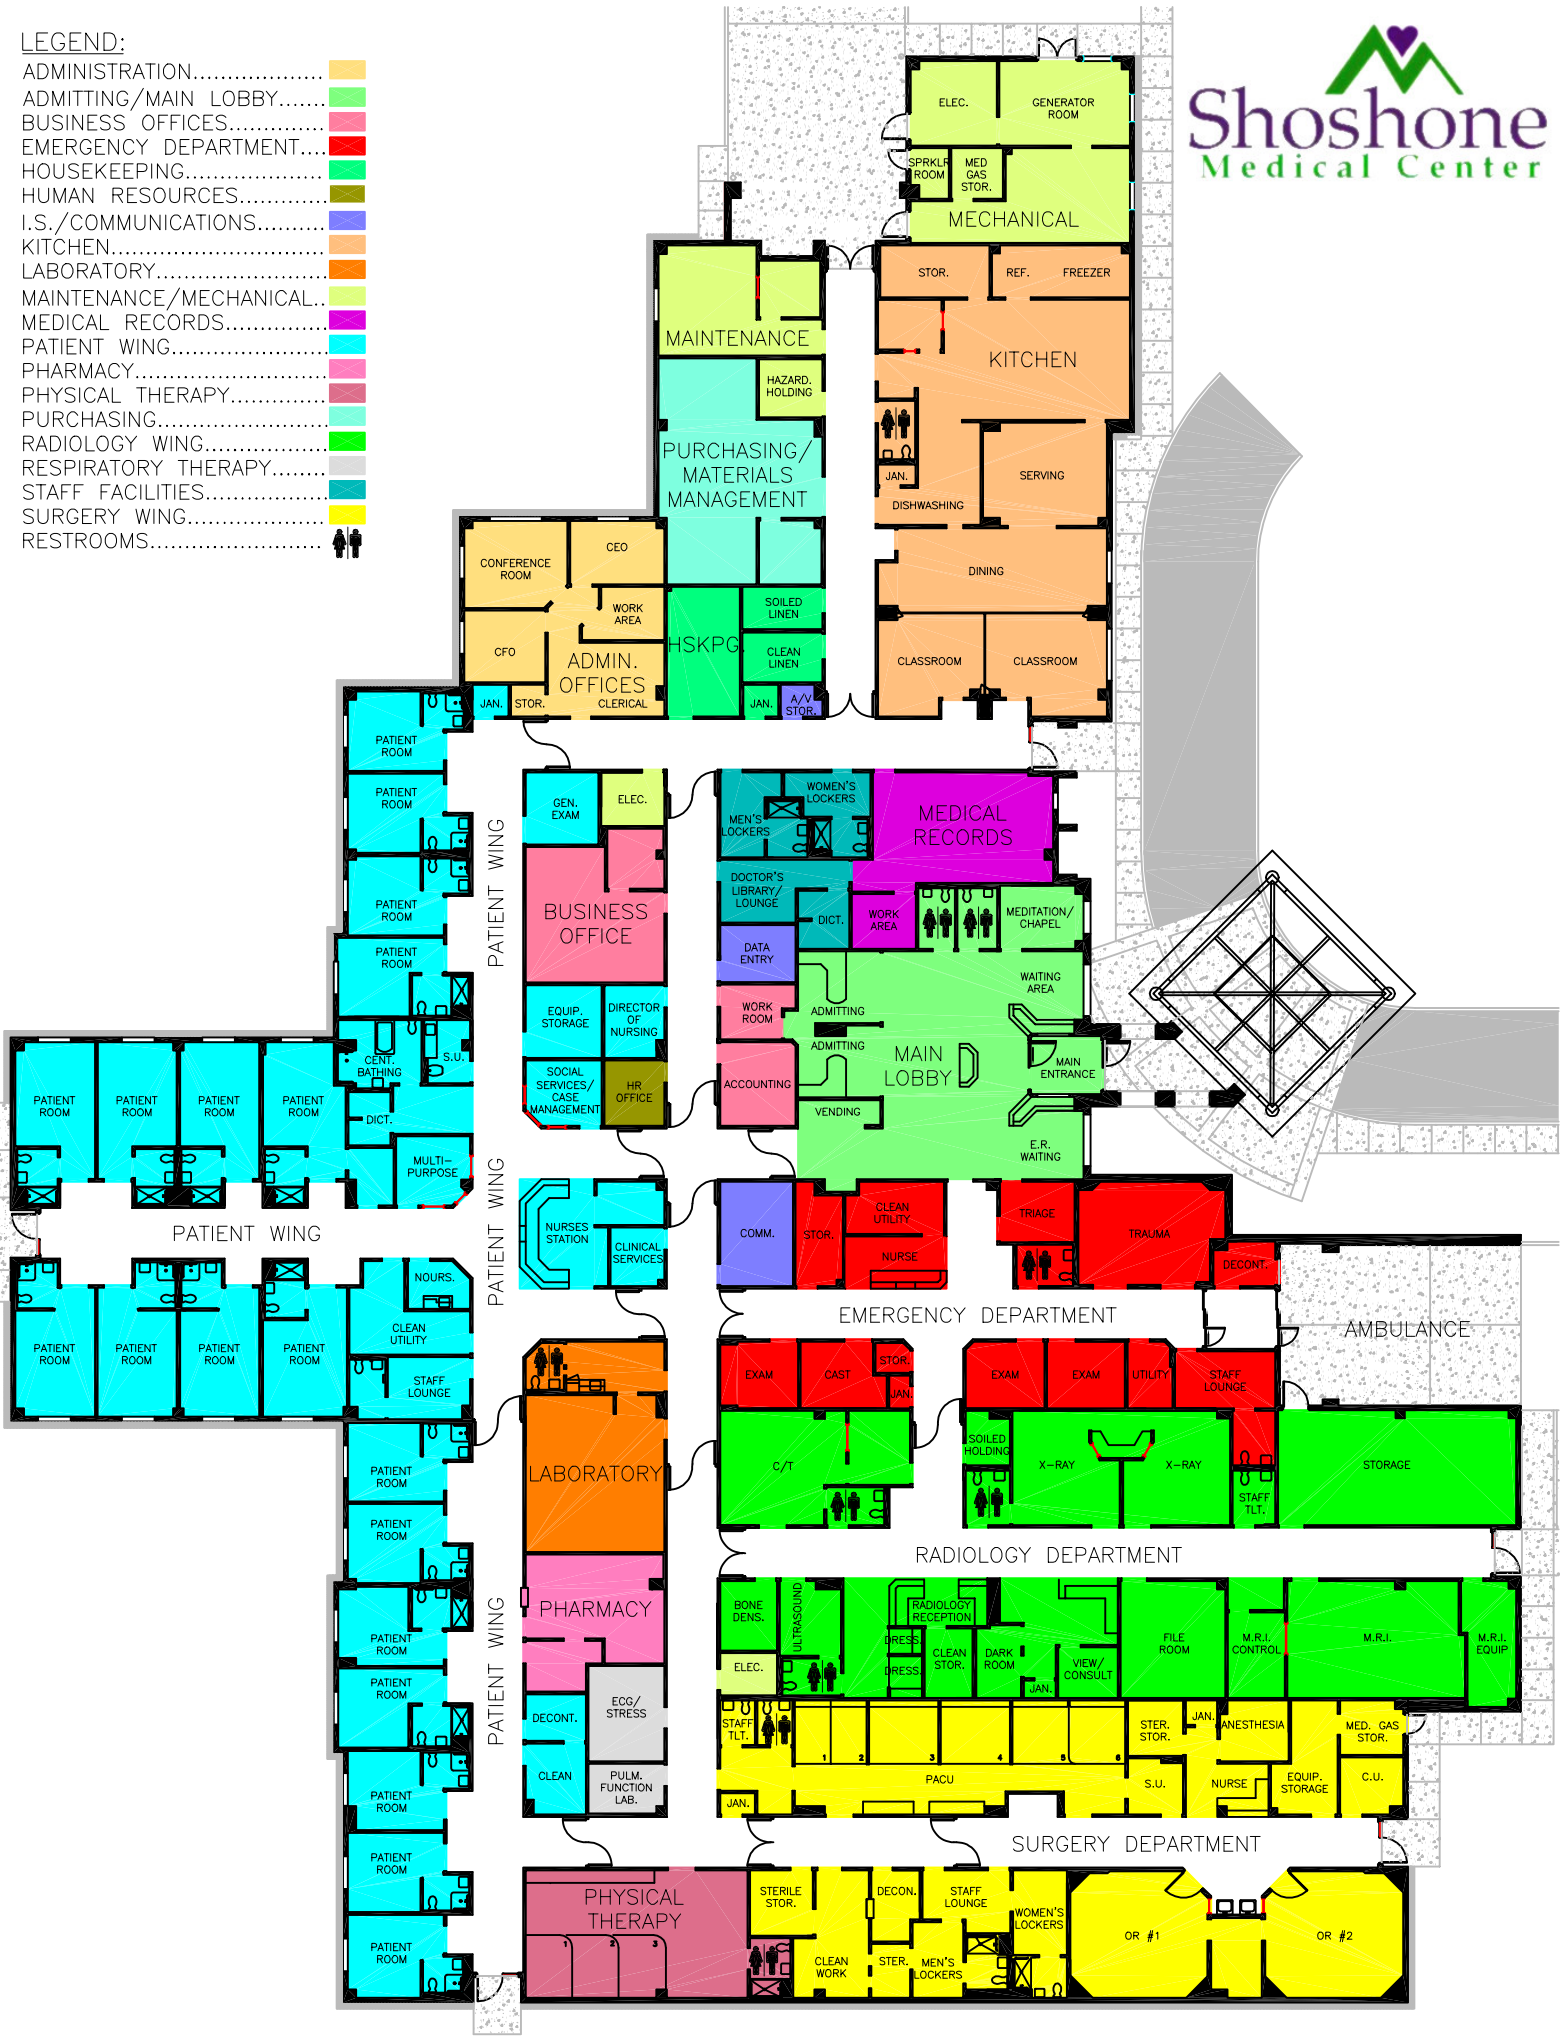 LEGEND:
ADMINISTRATION...................
ADMITTING/MAIN LOBBY.......
BUSINESS OFFICES..............
EMERGENCY DEPARTMENT....
HOUSEKEEPING....................
HUMAN RESOURCES.............
I.S./COMMUNICATIONS..........
KITCHEN...............................
LABORATORY........................
MAINTENANCE/MECHANICAL..
MEDICAL RECORDS...............
PATIENT WING.......................
PHARMACY............................
PHYSICAL THERAPY..............
PURCHASING.........................
RADIOLOGY WING..................
RESPIRATORY THERAPY........
STAFF FACILITIES..................
SURGERY WING....................
RESTROOMS.........................
Shoshone
Medical Center
ELEC.
GENERATOR
ROOM
SPRKLR
ROOM
MED
GAS
STOR.
MECHANICAL
STOR.
REF.
FREEZER
MAINTENANCE
KITCHEN
HAZARD.
HOLDING
PURCHASING/
MATERIALS
MANAGEMENT
JAN.
SERVING
DISHWASHING
CONFERENCE
ROOM
CEO
DINING
WORK
AREA
SOILED
LINEN
CFO
ADMIN.
OFFICES
HSKPG.
CLEAN
LINEN
CLASSROOM
CLASSROOM
JAN.
STOR.
CLERICAL
JAN.
A/V
STOR.
PATIENT
ROOM
PATIENT
ROOM
PATIENT
ROOM
PATIENT
ROOM
PATIENT WING
GEN.
EXAM
ELEC.
WOMEN'S
LOCKERS
MEN'S
LOCKERS
MEDICAL
RECORDS
BUSINESS
OFFICE
DOCTOR'S
LIBRARY/
LOUNGE
DICT.
WORK
AREA
MEDITATION/
CHAPEL
DATA
ENTRY
WAITING
AREA
EQUIP.
STORAGE
DIRECTOR
OF
NURSING
WORK
ROOM
ADMITTING
ADMITTING
MAIN
LOBBY
MAIN
ENTRANCE
CENT.
BATHING
S.U.
SOCIAL
SERVICES/
CASE
MANAGEMENT
HR
OFFICE
ACCOUNTING
VENDING
PATIENT
ROOM
PATIENT
ROOM
PATIENT
ROOM
PATIENT
ROOM
DICT.
MULTI-
PURPOSE
E.R.
WAITING
PATIENT WING
PATIENT WING
NURSES
STATION
CLINICAL
SERVICES
COMM.
STOR.
CLEAN
UTILITY
NURSE
TRIAGE
TRAUMA
DECONT.
NOURS.
CLEAN
UTILITY
EMERGENCY DEPARTMENT
AMBULANCE
PATIENT
ROOM
PATIENT
ROOM
PATIENT
ROOM
PATIENT
ROOM
STAFF
LOUNGE
EXAM
CAST
STOR.
JAN.
EXAM
EXAM
UTILITY
STAFF
LOUNGE
PATIENT
ROOM
LABORATORY
C/T
SOILED
HOLDING
X-RAY
X-RAY
STORAGE
STAFF
TLT.
PATIENT
ROOM
RADIOLOGY DEPARTMENT
PATIENT WING
PHARMACY
BONE
DENS.
ULTRASOUND
RADIOLOGY
RECEPTION
DRESS.
DRESS.
CLEAN
STOR.
DARK
ROOM
JAN.
VIEW/
CONSULT
FILE
ROOM
M.R.I.
CONTROL
M.R.I.
M.R.I.
EQUIP
PATIENT
ROOM
ELEC.
PATIENT
ROOM
ECG/
STRESS
DECONT.
STAFF
TLT.
1
2
3
4
5
6
STER.
STOR.
JAN.
ANESTHESIA
MED. GAS
STOR.
CLEAN
PULM.
FUNCTION
LAB.
JAN.
PACU
S.U.
NURSE
EQUIP.
STORAGE
C.U.
PATIENT
ROOM
SURGERY DEPARTMENT
PATIENT
ROOM
PHYSICAL
THERAPY
1
2
3
STERILE
STOR.
DECON.
STAFF
LOUNGE
WOMEN'S
LOCKERS
OR #1
OR #2
PATIENT
ROOM
CLEAN
WORK
STER.
MEN'S
LOCKERS